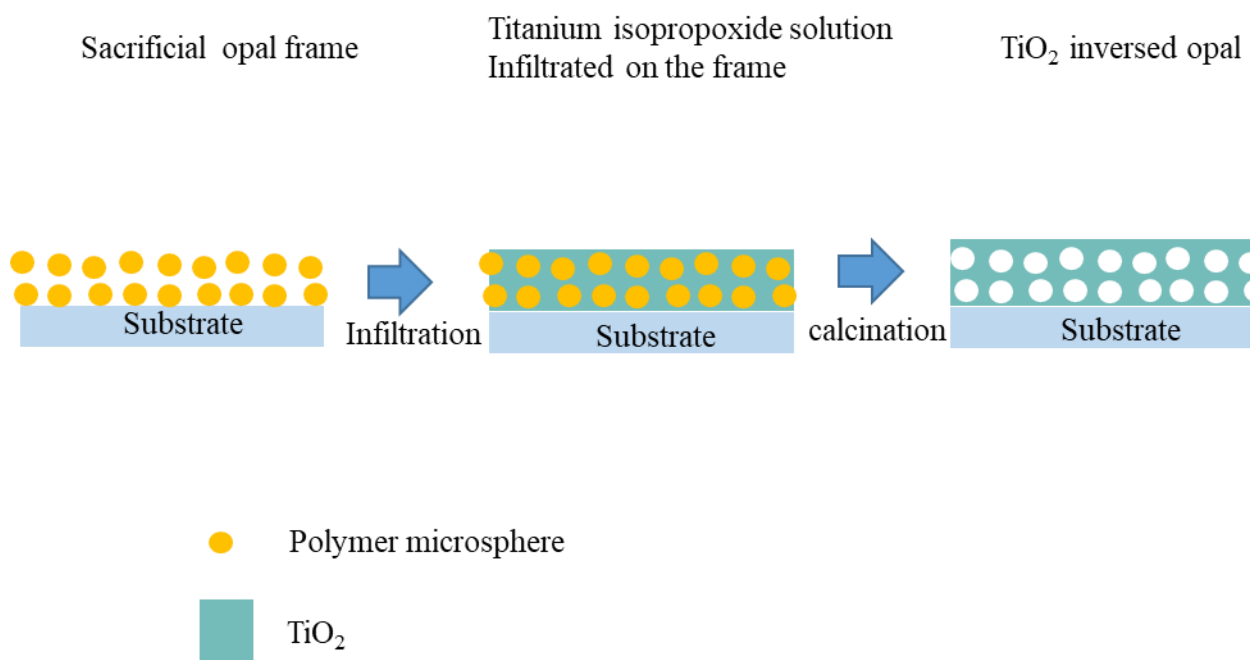 Sacrificial opal frame
Titanium isopropoxide solution
Infiltrated on the frame
TiO₂ inversed opal
Substrate
Infiltration
Substrate
calcination
Substrate
Polymer microsphere
TiO₂